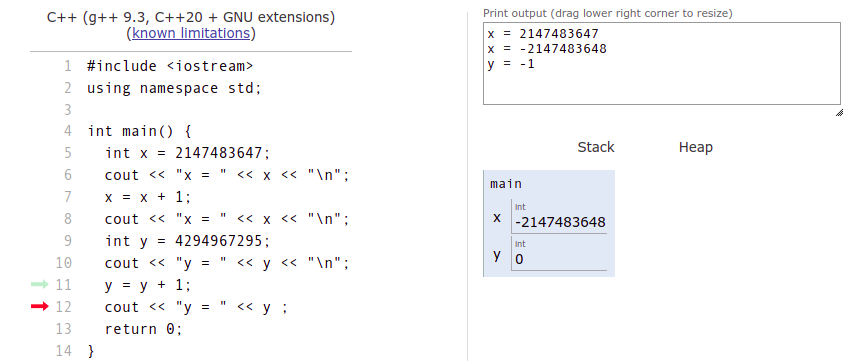 C++ (g++ 9.3, C++20 + GNU extensions)
(known limitations)
1 #include <iostream>
2 using namespace std;
3
4 int main() {
5 int x = 2147483647;
6 cout << "x = " << x << "\n";
7 x = x + 1;
8 cout << "x = " << x << "\n";
9 int y = 4294967295;
10 cout << "y = " << y << "\n";
11 y = y + 1;
12 cout << "y = " << y ;
13 return 0;
14 }
Print output (drag lower right corner to resize)
x = 2147483647
x = -2147483648
y = -1
Stack Heap
main
int
x -2147483648
int
y 0